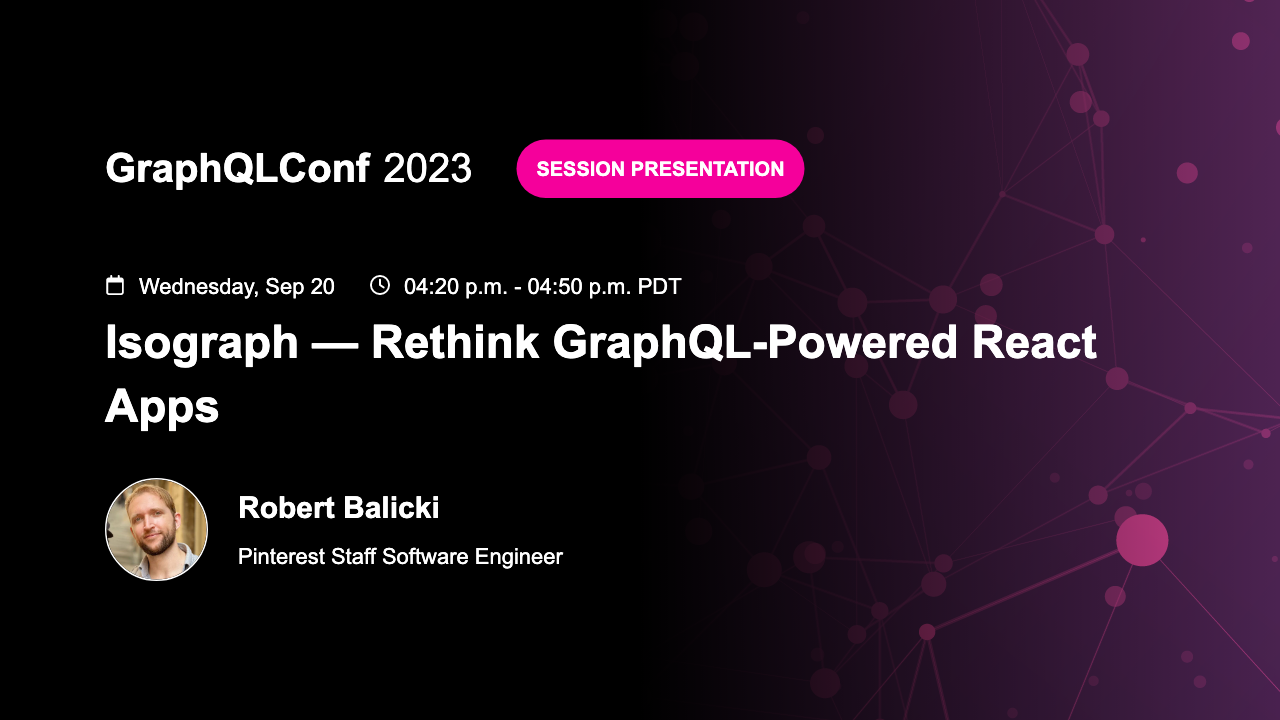 GraphQLConf 2023
SESSION PRESENTATION
Wednesday, Sep 20
04:20 p.m. - 04:50 p.m. PDT
Isograph — Rethink GraphQL-Powered React
Apps
Robert Balicki
Pinterest Staff Software Engineer